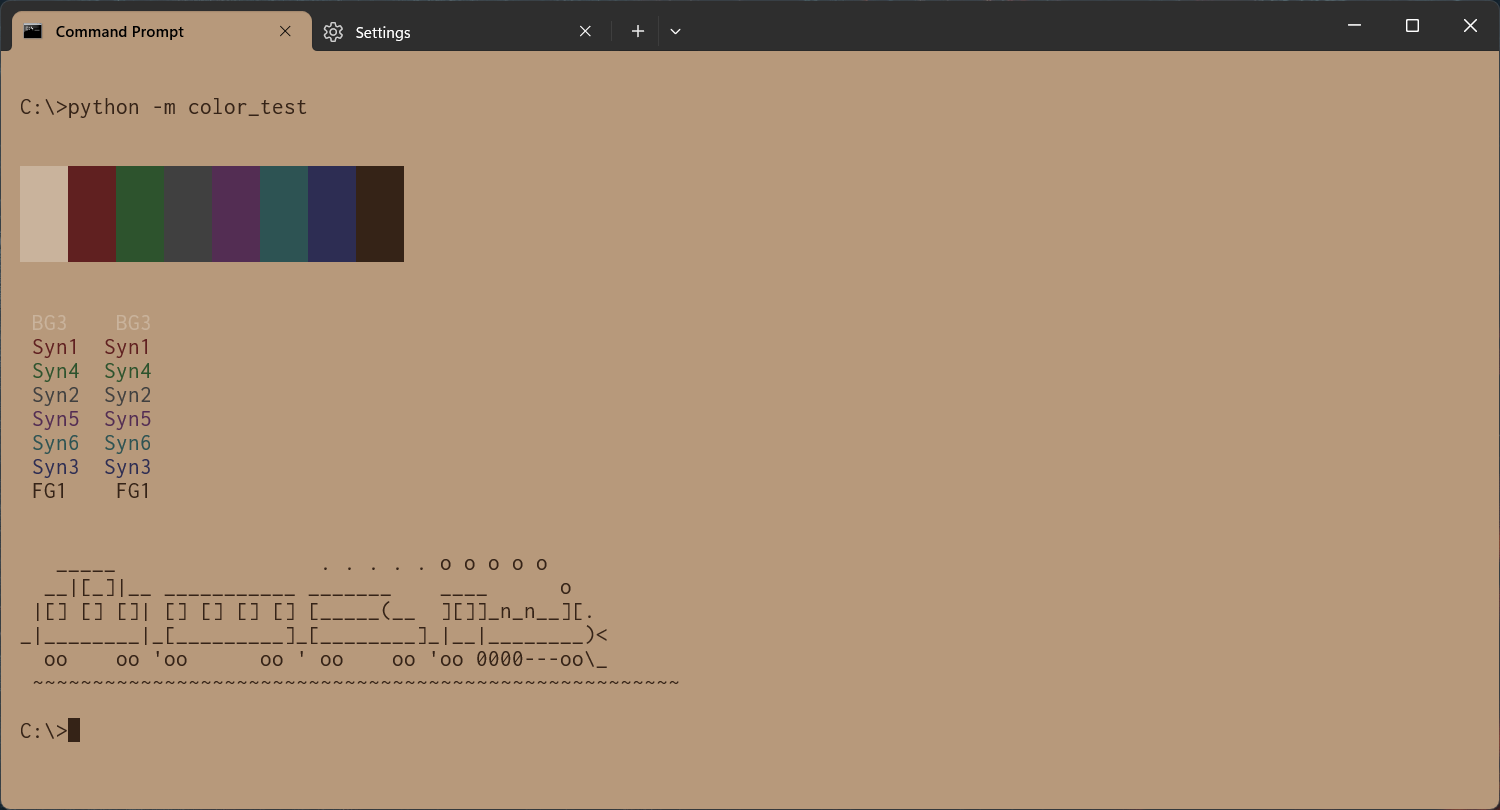 Command Prompt Settings
C:\>python -m color_test
BG3    BG3
Syn1  Syn1
Syn4  Syn4
Syn2  Syn2
Syn5  Syn5
Syn6  Syn6
Syn3  Syn3
FG1    FG1
   _____                 . . . . . o o o o o
  __|[_]|__ ___________ _______    ____      o
 |[] [] []| [] [] [] [] [_____(__  ][]]_n_n__][.
_|________|_[_________]_[________]_|__|________)<
  oo    oo 'oo      oo ' oo    oo 'oo 0000---oo\_
 ~~~~~~~~~~~~~~~~~~~~~~~~~~~~~~~~~~~~~~~~~~~~~~~~~~~~~~
C:\>